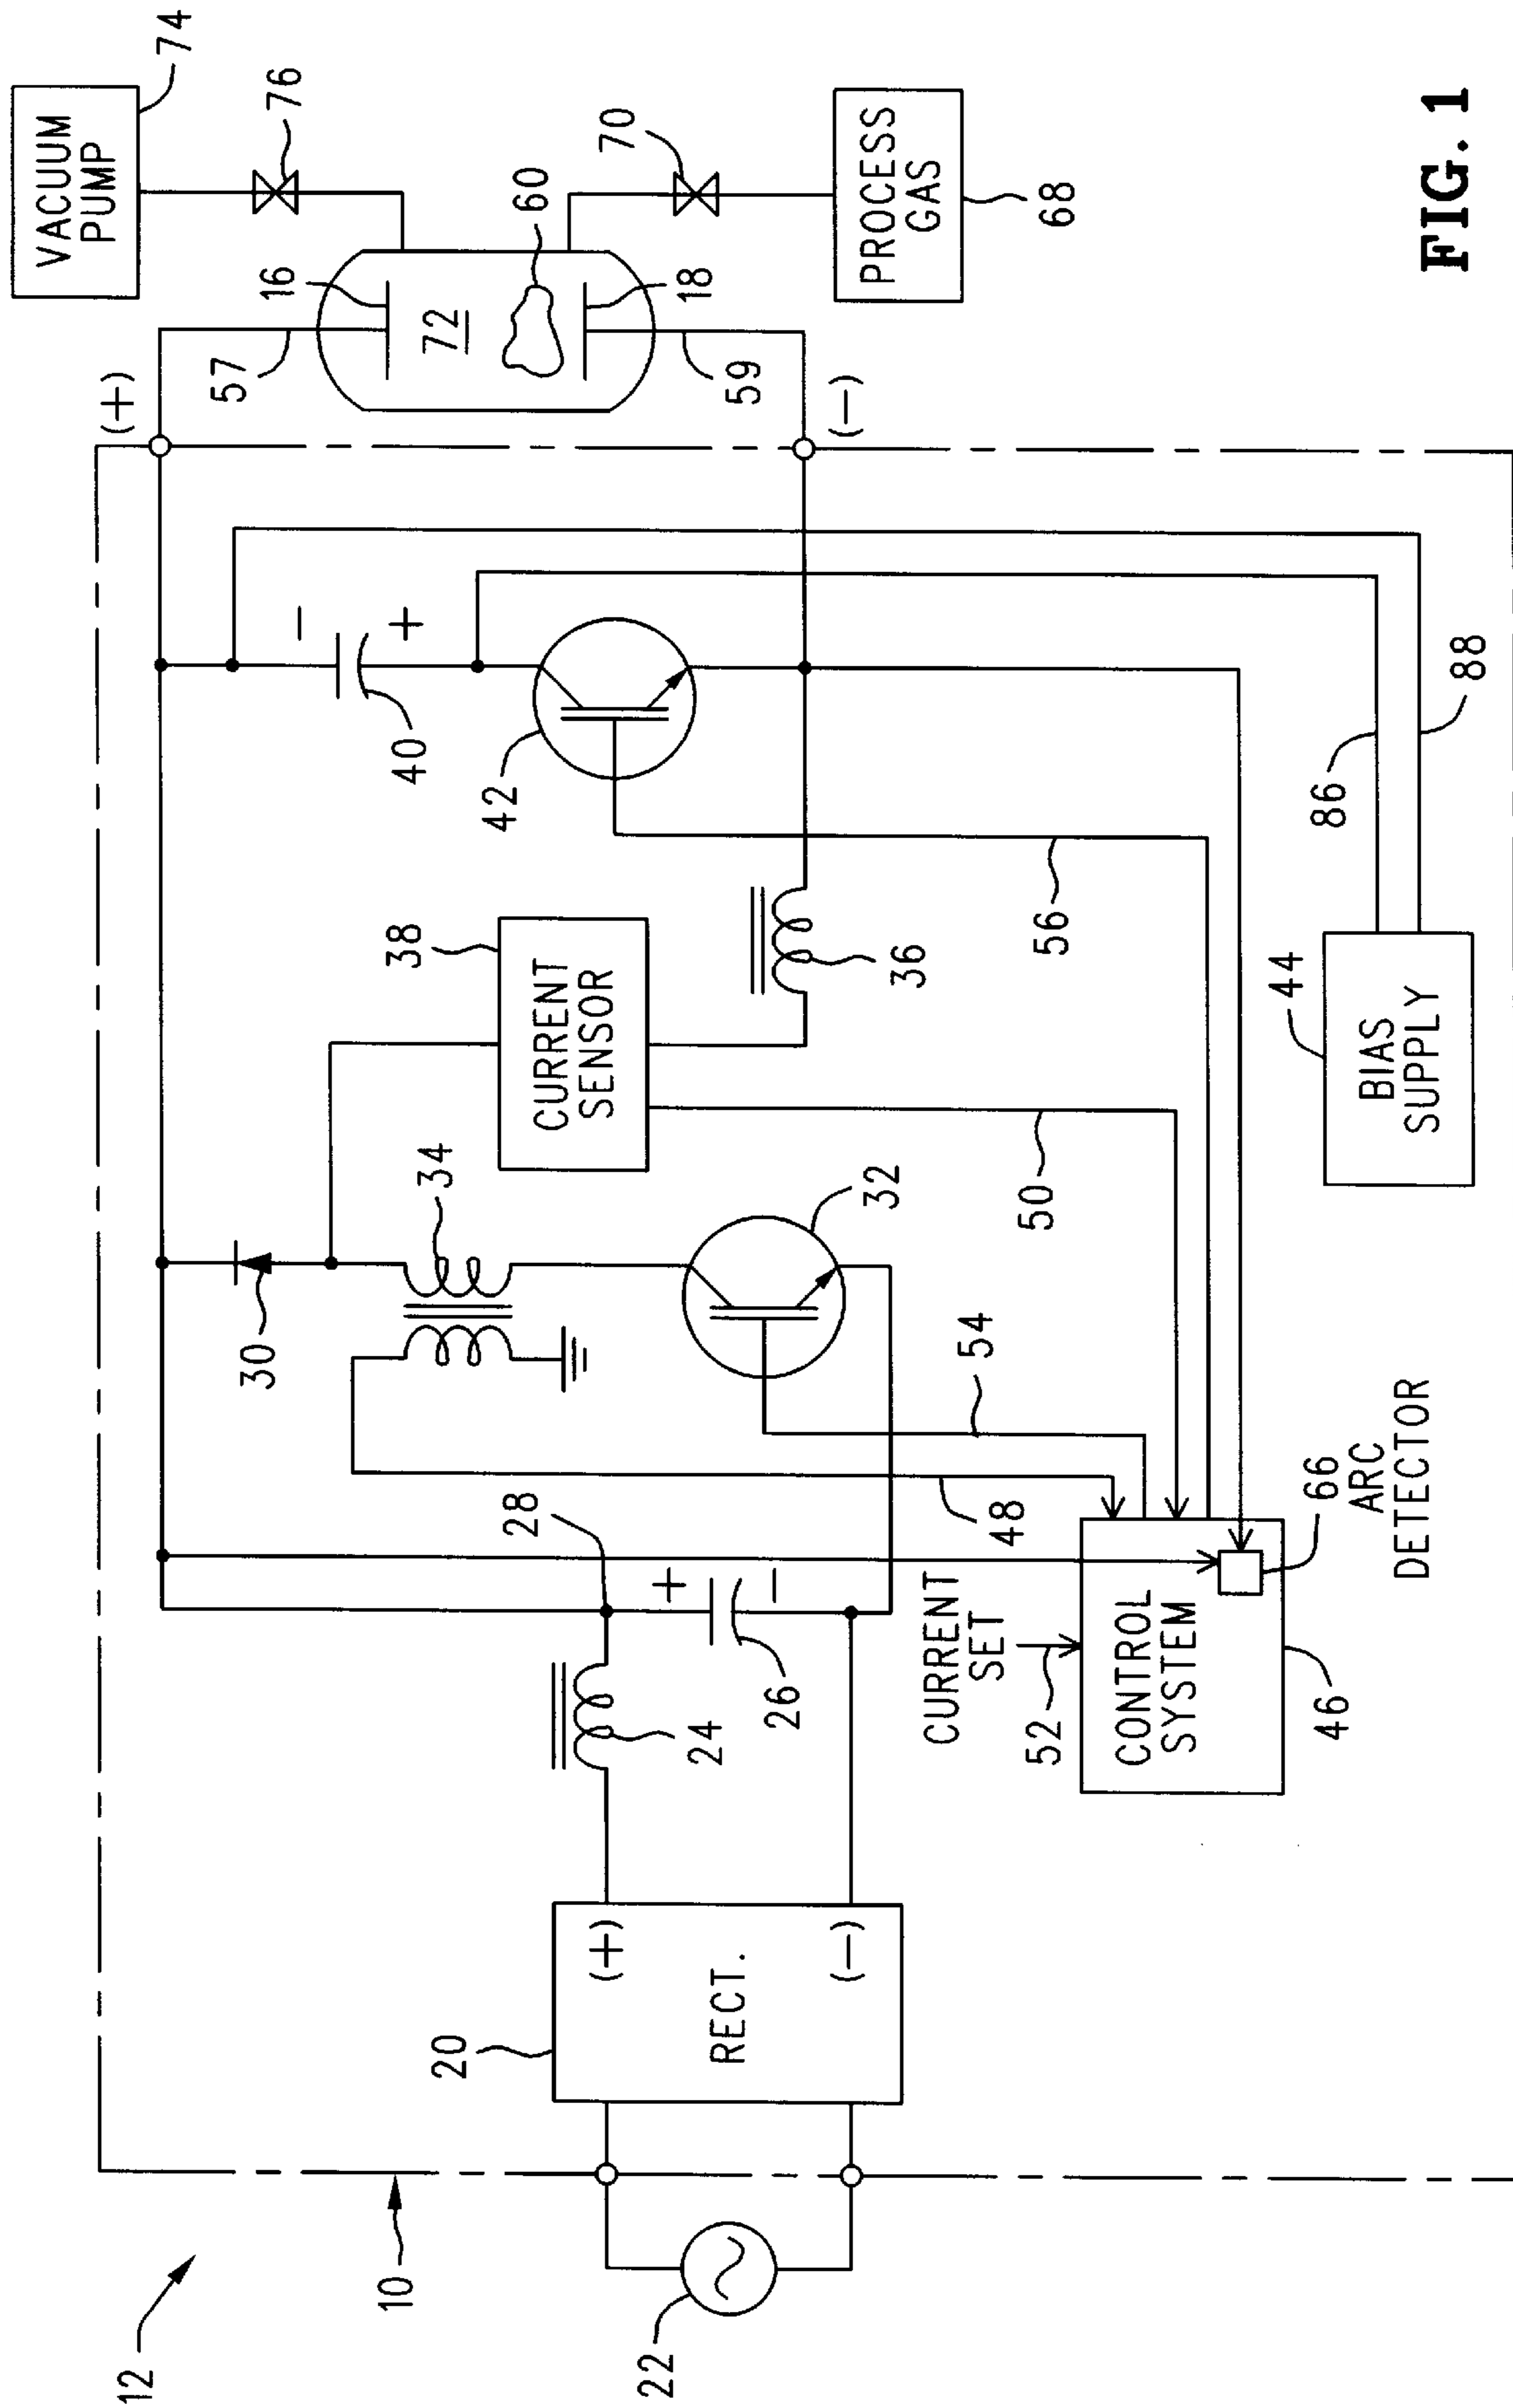 12
10
22
20
RECT.
(+)
(−)
24
26
28
+
−
30
34
32
38
CURRENT
SENSOR
36
40
−
+
42
(+)
(−)
57
59
16
72
60
18
VACUUM
PUMP
74
76
70
PROCESS
GAS
68
48
54
50
56
CURRENT
SET
52
CONTROL
SYSTEM
46
66
ARC
DETECTOR
44
BIAS
SUPPLY
86
88
FIG. 1